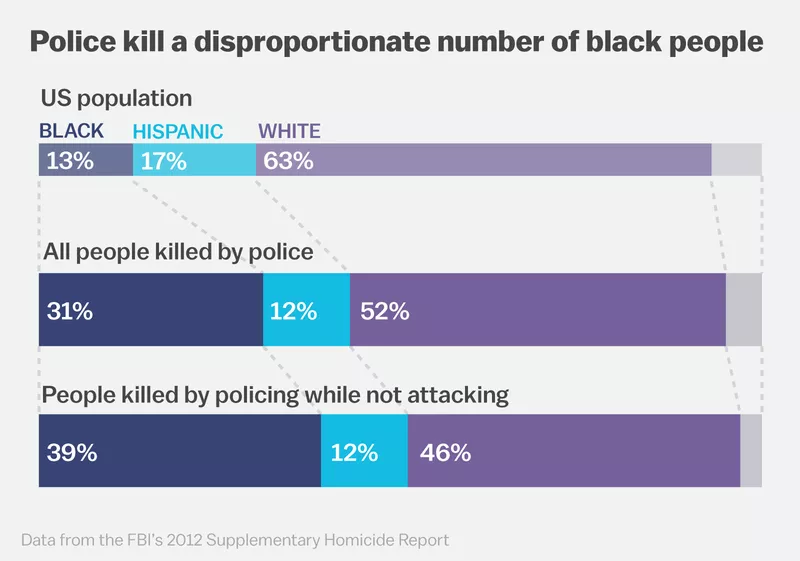 Police kill a disproportionate number of black people
US population
BLACK HISPANIC WHITE
13% 17% 63%
All people killed by police
31% 12% 52%
People killed by policing while not attacking
39% 12% 46%
Data from the FBI's 2012 Supplementary Homicide Report